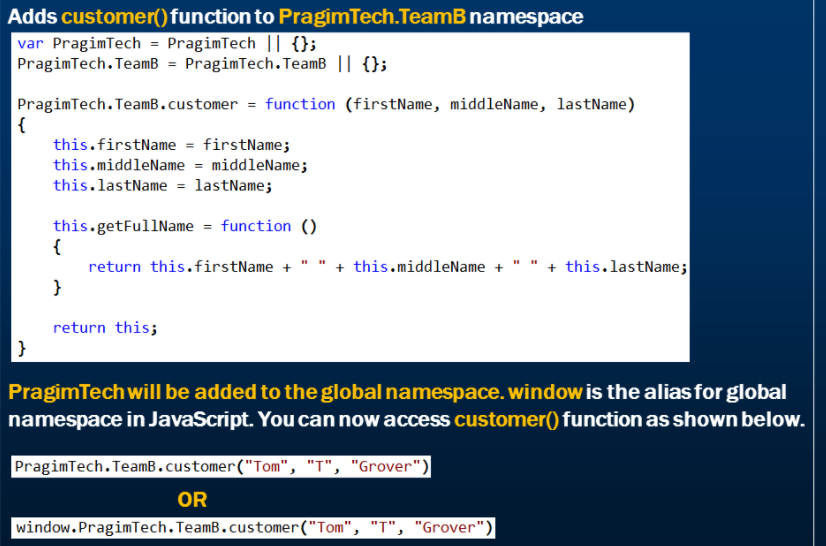 Adds customer() function to PragimTech.TeamB namespace
var PragimTech = PragimTech || {};
PragimTech.TeamB = PragimTech.TeamB || {};
PragimTech.TeamB.customer = function (firstName, middleName, lastName)
{
    this.firstName = firstName;
    this.middleName = middleName;
    this.lastName = lastName;
    this.getFullName = function ()
    {
        return this.firstName + " " + this.middleName + " " + this.lastName;
    }
    return this;
}
PragimTech will be added to the global namespace. window is the alias for global
namespace in JavaScript. You can now access customer() function as shown below.
PragimTech.TeamB.customer("Tom", "T", "Grover")
OR
window.PragimTech.TeamB.customer("Tom", "T", "Grover")